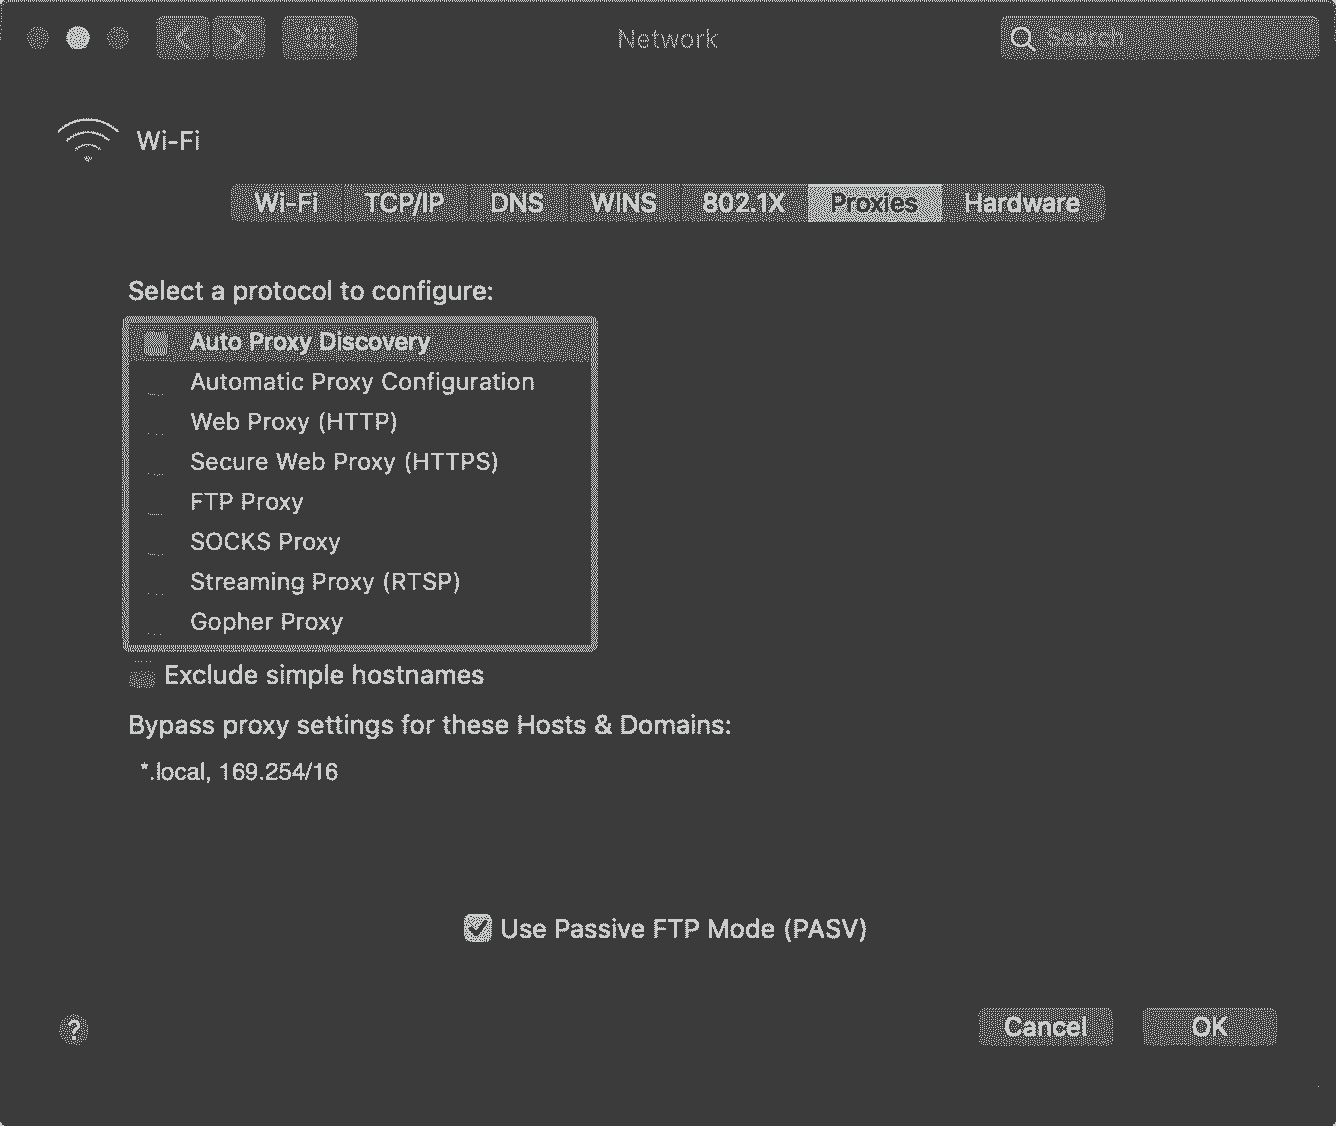 Network
Search
Wi-Fi
Wi-Fi TCP/IP DNS WINS 802.1X Proxies Hardware
Select a protocol to configure:
Auto Proxy Discovery
Automatic Proxy Configuration
Web Proxy (HTTP)
Secure Web Proxy (HTTPS)
FTP Proxy
SOCKS Proxy
Streaming Proxy (RTSP)
Gopher Proxy
Exclude simple hostnames
Bypass proxy settings for these Hosts & Domains:
*.local, 169.254/16
Use Passive FTP Mode (PASV)
?
Cancel OK